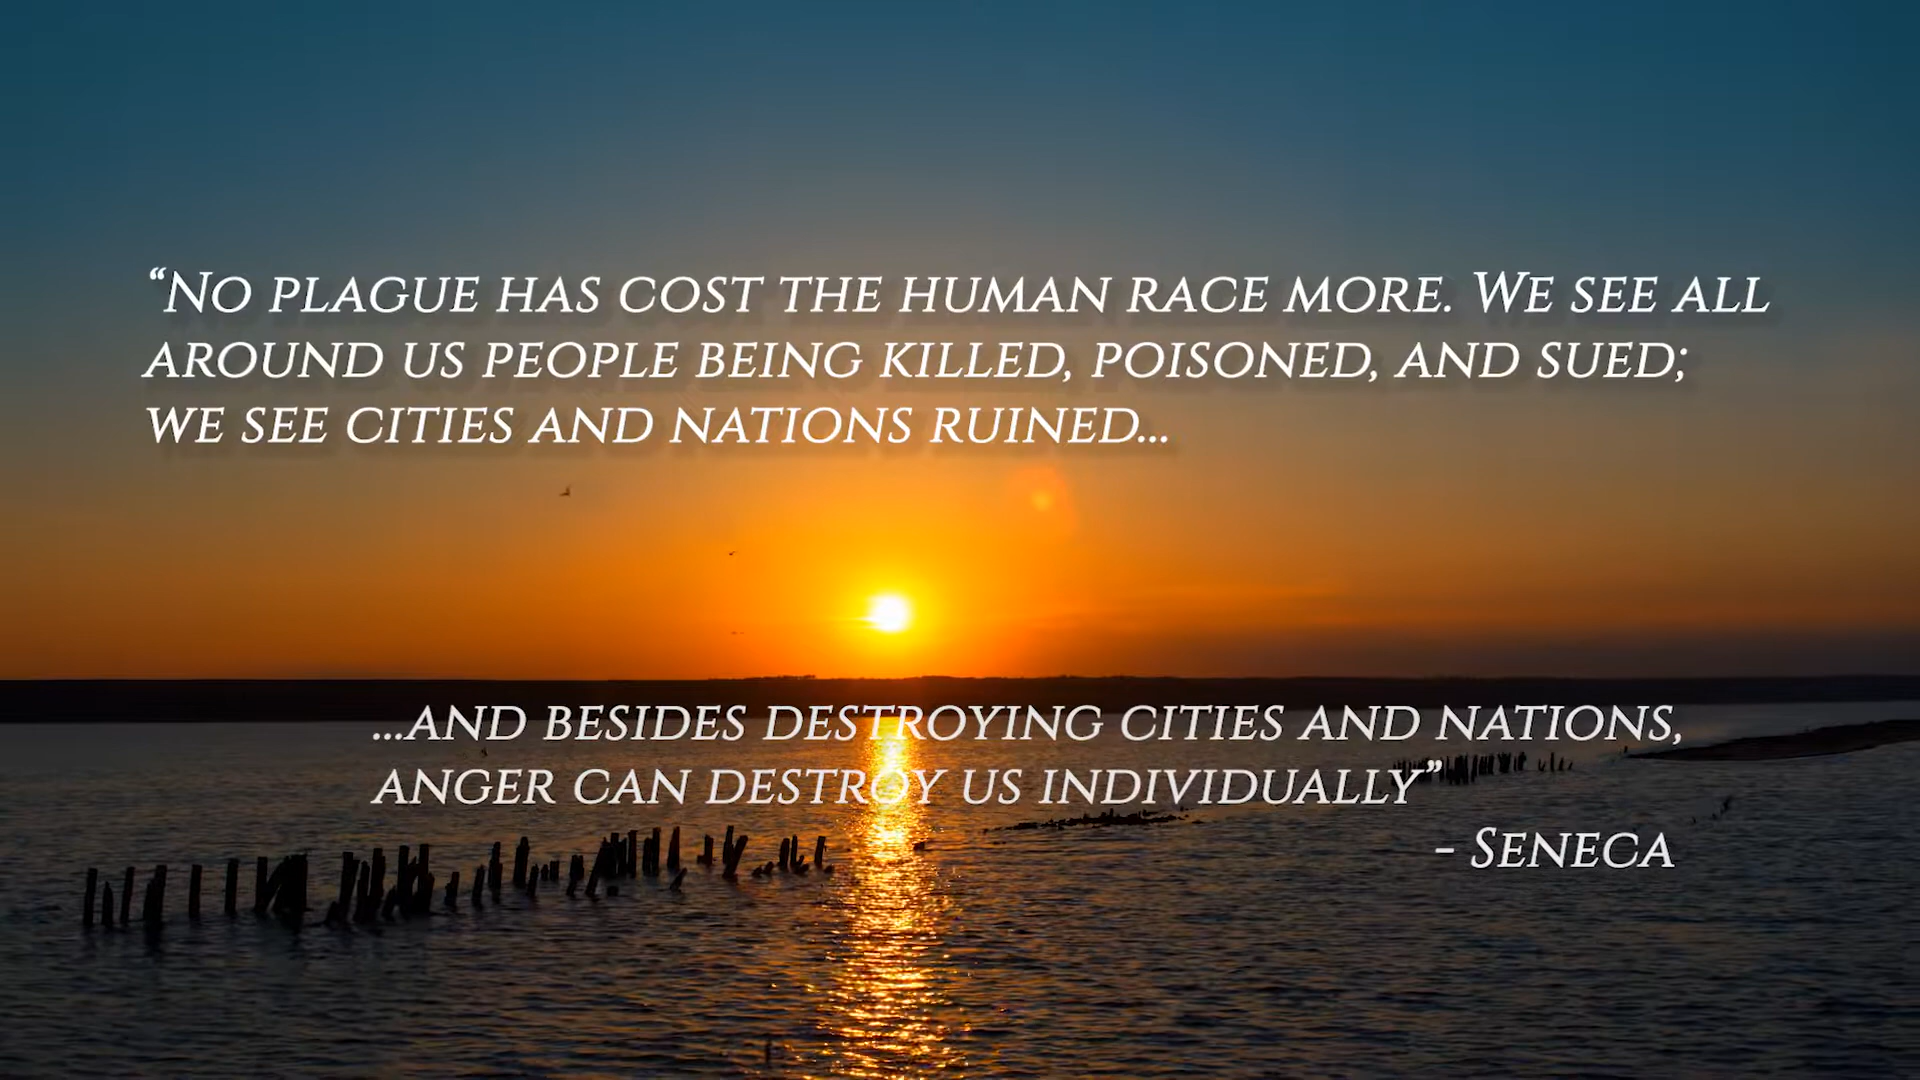 “No plague has cost the human race more. We see all
around us people being killed, poisoned, and sued;
we see cities and nations ruined...
...and besides destroying cities and nations,
anger can destroy us individually”
- Seneca